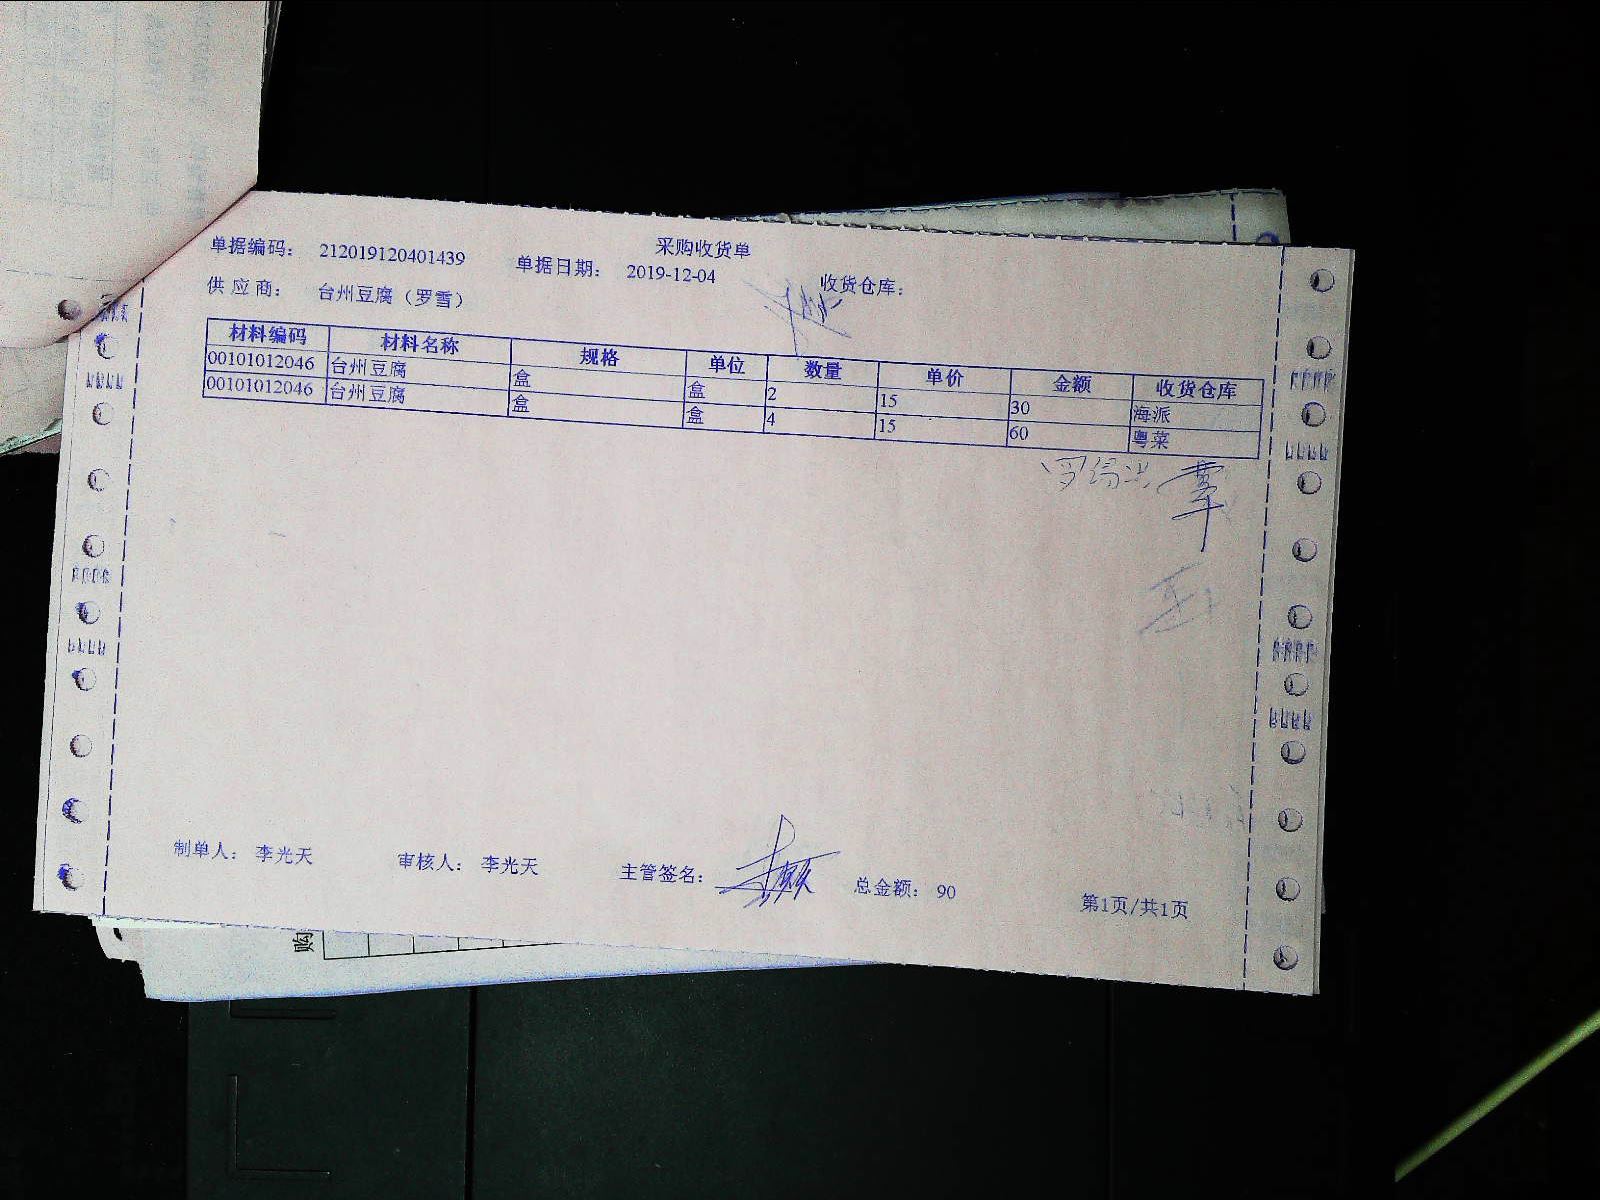 采购收货单
单据编码： 212019120401439 单据日期： 2019-12-04 收货仓库：
供应商： 台州豆腐（罗雪）
材料编码 材料名称 规格 单位 数量 单价 金额 收货仓库
00101012046 台州豆腐 盒 盒 2 15 30 海派
00101012046 台州豆腐 盒 盒 4 15 60 粤菜
制单人： 李光天 审核人： 李光天 主管签名： 总金额： 90 第1页/共1页
购